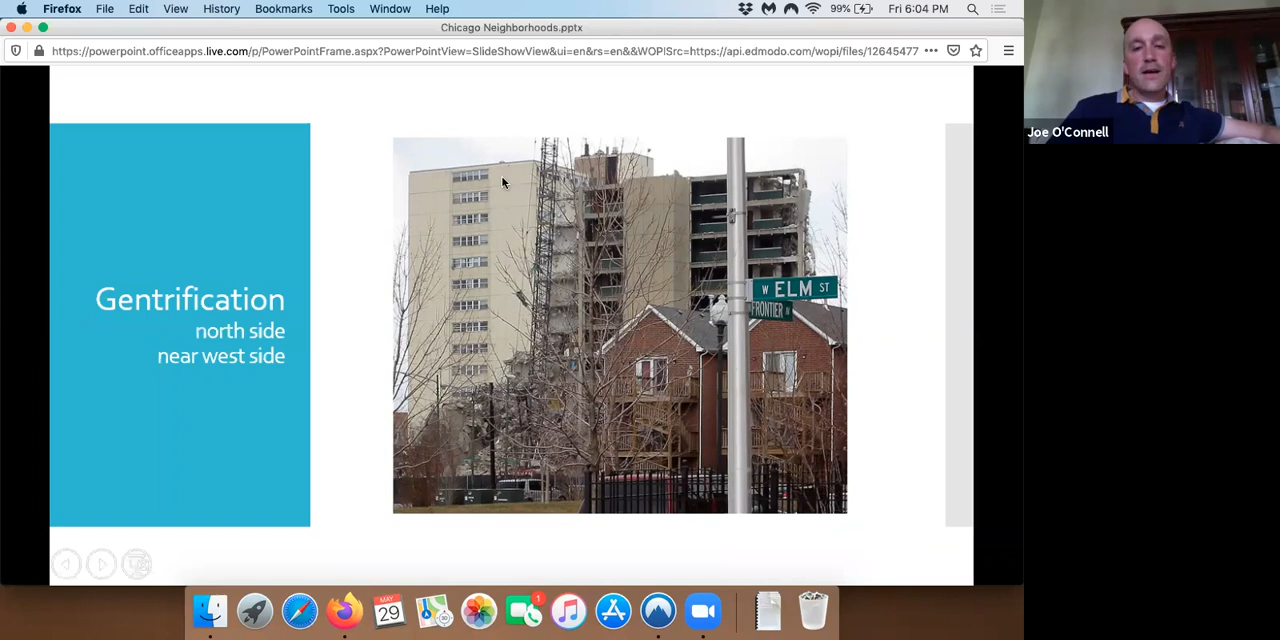 Firefox File Edit View History Bookmarks Tools Window Help 99% Fri 6:04 PM
Chicago Neighborhoods.pptx
https://powerpoint.officeapps.live.com/p/PowerPointFrame.aspx?PowerPointView=SlideShowView&ui=en&rs=en&&WOPISrc=https://api.edmodo.com/wopi/files/12645477
Joe O'Connell
Gentrification
north side
near west side
W ELM ST
FRONTIER
1
MAY
29